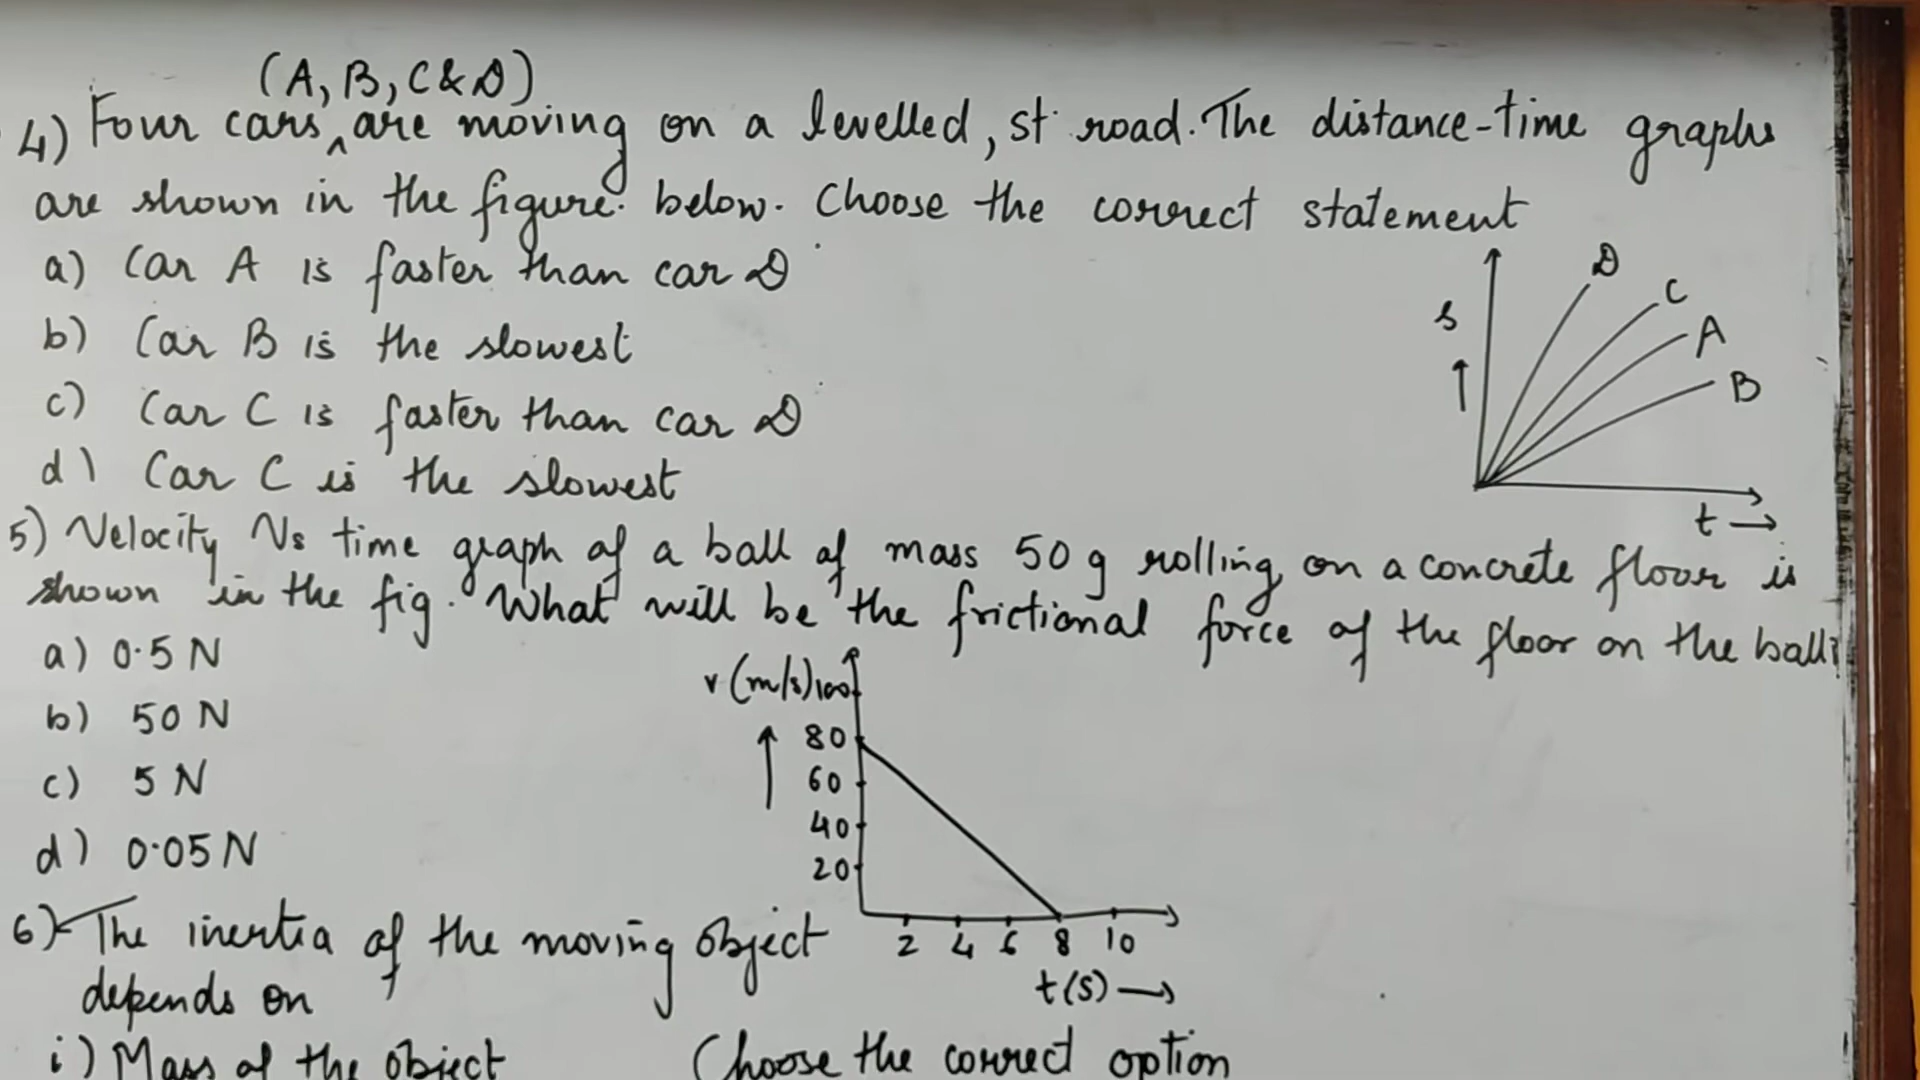 (A, B, C & D)
4) Four cars ^ are moving on a levelled, st. road. The distance-time graphs
are shown in the figure. below. Choose the correct statement
a) Car A is faster than car D
b) Car B is the slowest
c) Car C is faster than car D
d) Car C is the slowest
s
D
C
A
B
t
5) Velocity Vs time graph of a ball of mass 50 g rolling on a concrete floor is
shown in the fig. What will be the frictional force of the floor on the ball?
a) 0.5 N
b) 50 N
c) 5 N
d) 0.05 N
v (m/s) 100
80
60
40
20
2 4 6 8 10
t (s)
6) The inertia of the moving object
depends on
i) Mass of the object
Choose the correct option